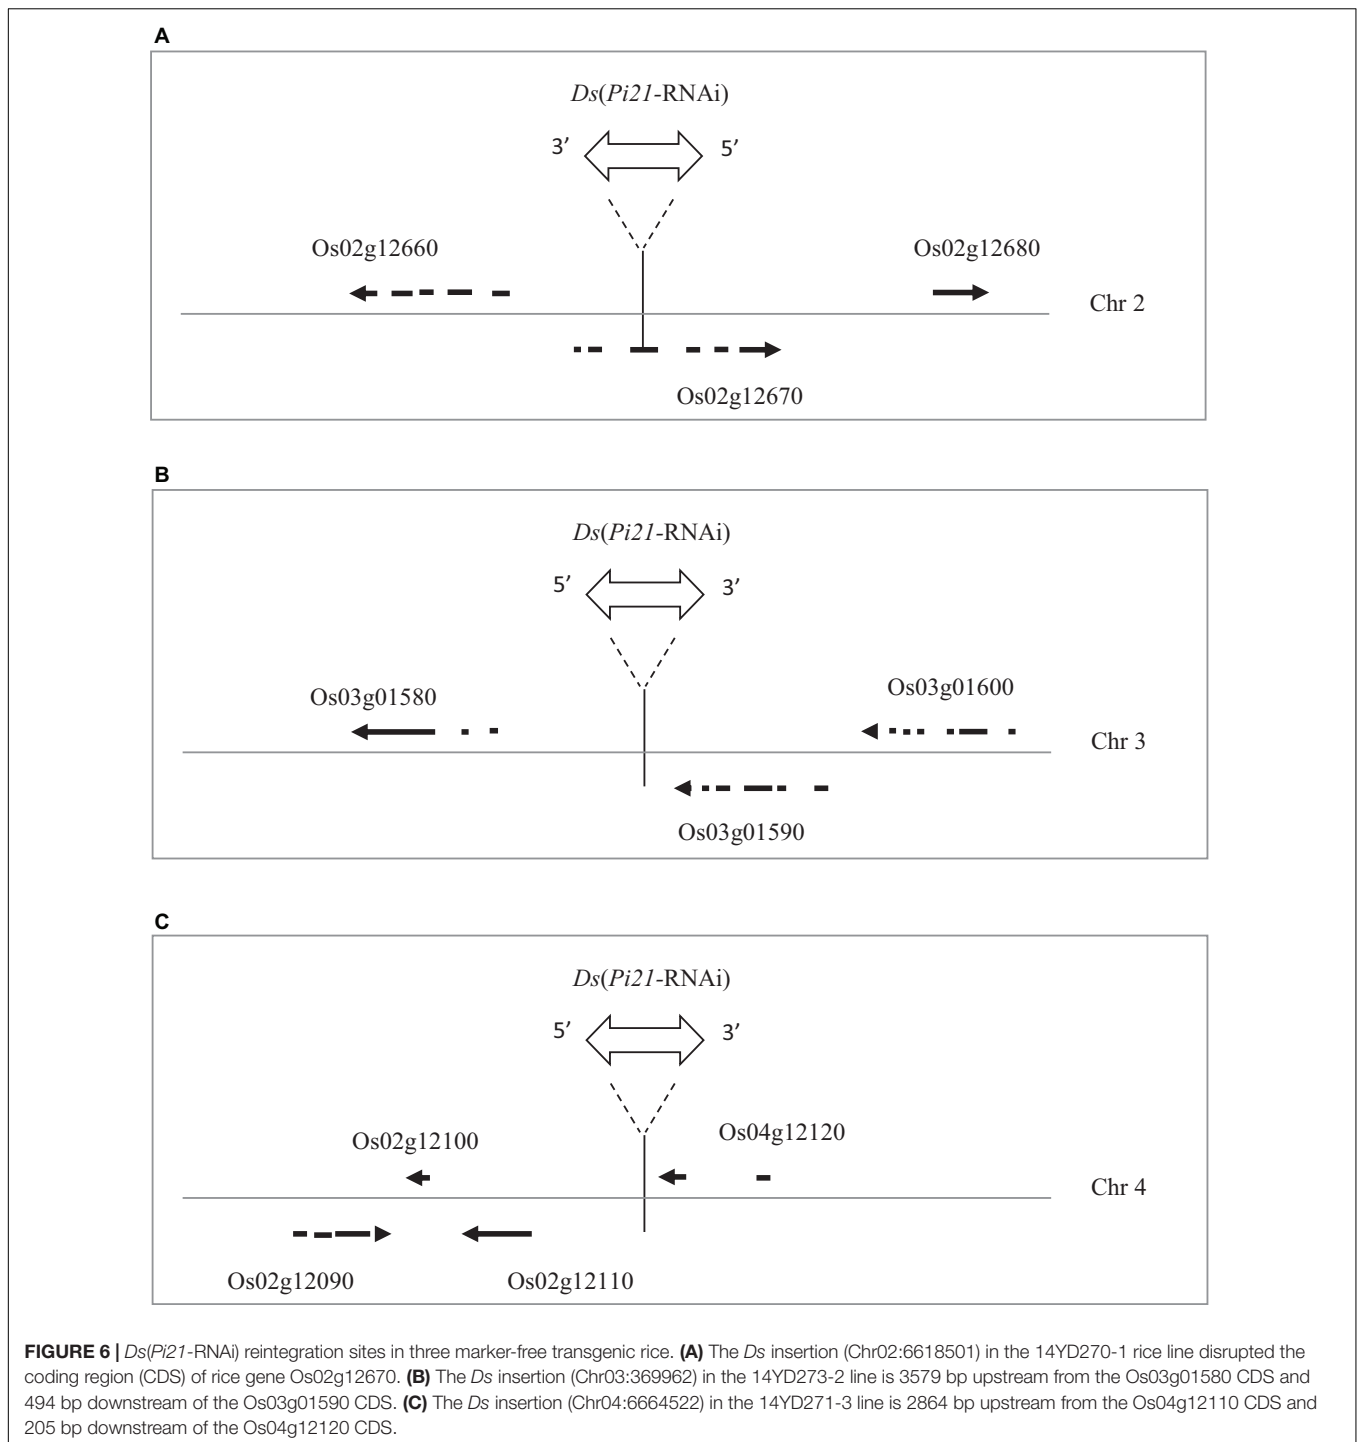 A
Ds(Pi21-RNAi)
3′ 5′
Os02g12660 Os02g12680
Chr 2
Os02g12670
B
Ds(Pi21-RNAi)
5′ 3′
Os03g01580 Os03g01600
Chr 3
Os03g01590
C
Ds(Pi21-RNAi)
5′ 3′
Os02g12100 Os04g12120
Chr 4
Os02g12090 Os02g12110
FIGURE 6 | Ds(Pi21-RNAi) reintegration sites in three marker-free transgenic rice. (A) The Ds insertion (Chr02:6618501) in the 14YD270-1 rice line disrupted the
coding region (CDS) of rice gene Os02g12670. (B) The Ds insertion (Chr03:369962) in the 14YD273-2 line is 3579 bp upstream from the Os03g01580 CDS and
494 bp downstream of the Os03g01590 CDS. (C) The Ds insertion (Chr04:6664522) in the 14YD271-3 line is 2864 bp upstream from the Os04g12110 CDS and
205 bp downstream of the Os04g12120 CDS.